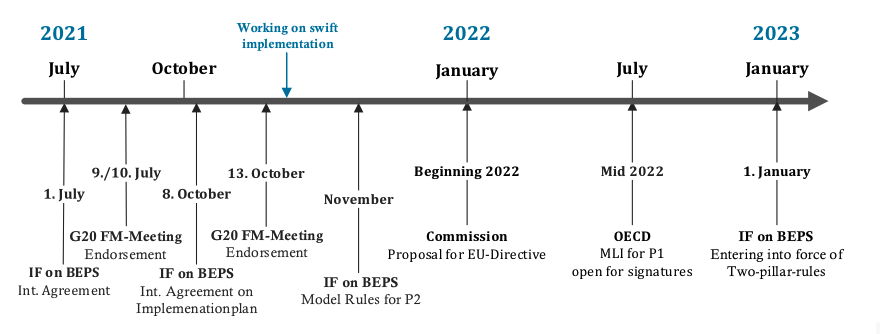 2021
Working on swift
implementation
2022
2023
July
October
January
July
January
9./10. July
13. October
Beginning 2022
Mid 2022
1. January
1. July
8. October
November
G20 FM-Meeting
Endorsement
G20 FM-Meeting
Endorsement
Commission
Proposal for EU-Directive
OECD
MLI for P1
open for signatures
IF on BEPS
Entering into force of
Two-pillar-rules
IF on BEPS
Int. Agreement
IF on BEPS
Int. Agreement on
Implemenationplan
IF on BEPS
Model Rules for P2